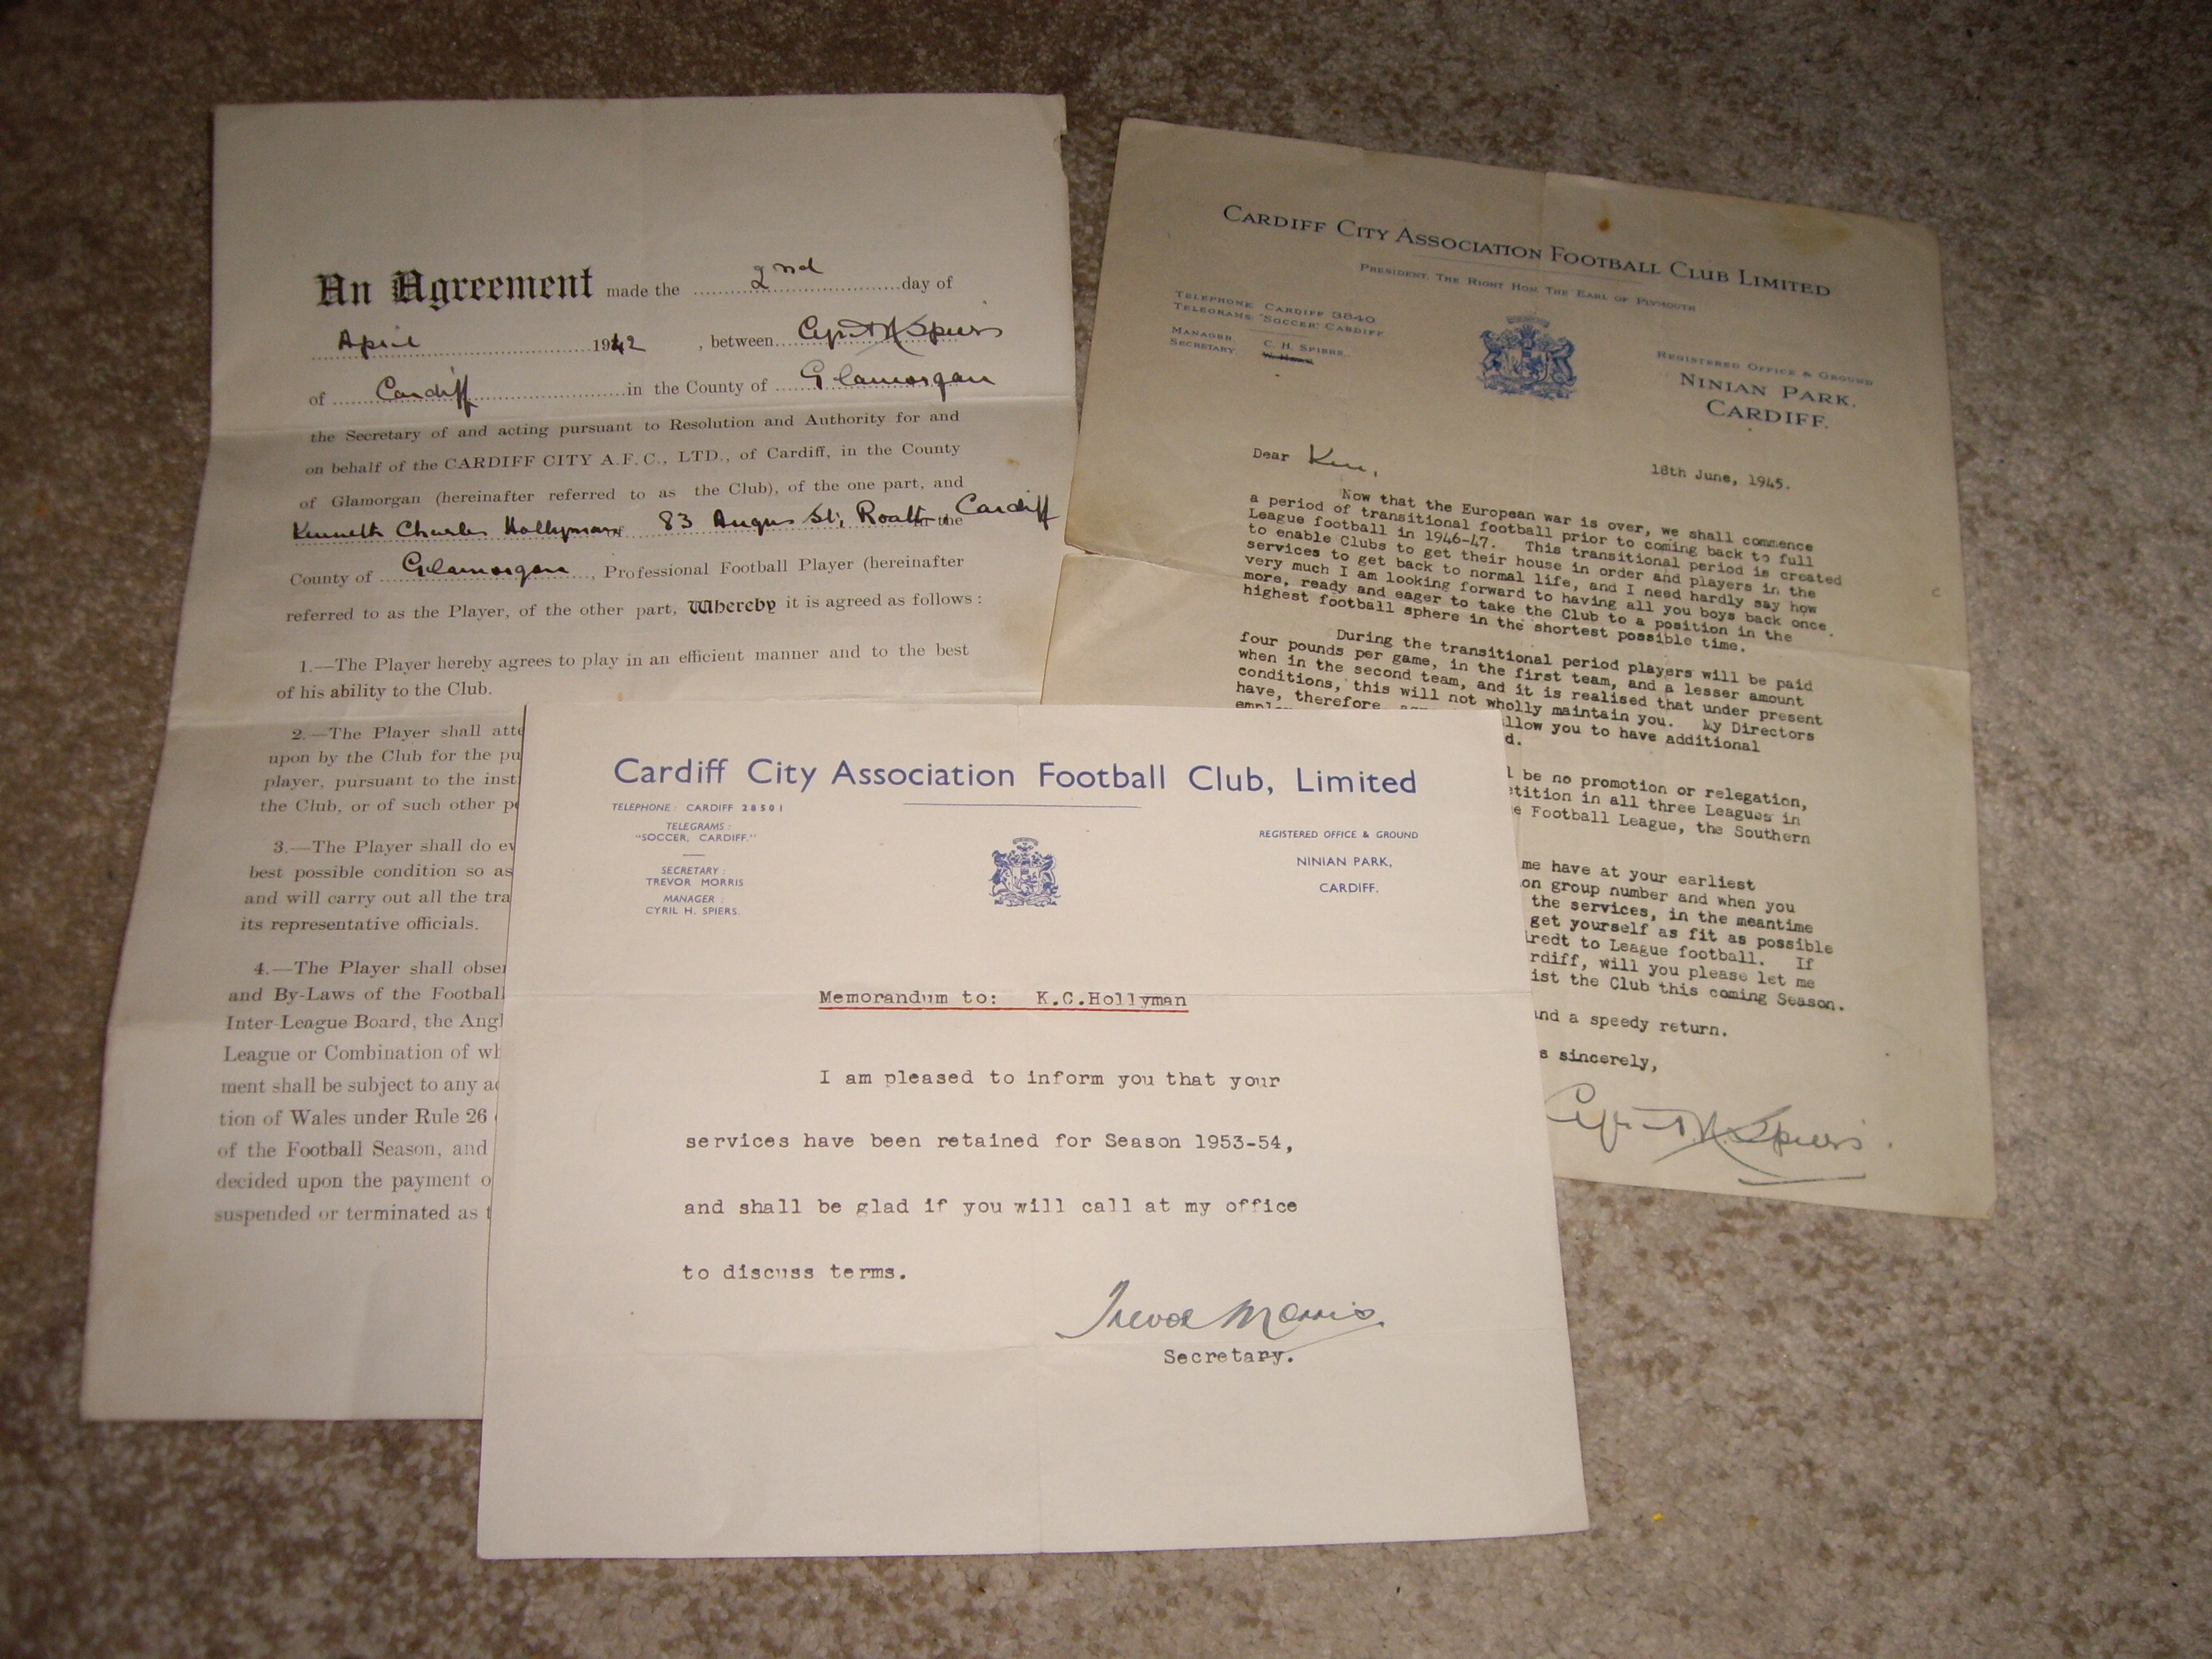 An Agreement made the 2nd day of
April 1942, between Cyril H Spiers
of Cardiff in the County of Glamorgan
the Secretary of and acting pursuant to Resolution and Authority for and
on behalf of the CARDIFF CITY A.F.C., LTD., of Cardiff, in the County
of Glamorgan (hereinafter referred to as the Club), of the one part, and
Kenneth Charles Hollyman 83 Angus St, Roath Cardiff in the
County of Glamorgan, Professional Football Player (hereinafter
referred to as the Player, of the other part, Whereby it is agreed as follows:
1.—The Player hereby agrees to play in an efficient manner and to the best
of his ability to the Club.
2.—The Player shall atte
upon by the Club for the pu
player, pursuant to the inst
the Club, or of such other pe
3.—The Player shall do ev
best possible condition so as
and will carry out all the tra
its representative officials.
4.—The Player shall obser
and By-Laws of the Football
Inter-League Board, the Angl
League or Combination of wh
ment shall be subject to any ac
tion of Wales under Rule 26
of the Football Season, and
decided upon the payment o
suspended or terminated as t
CARDIFF CITY ASSOCIATION FOOTBALL CLUB LIMITED
PRESIDENT. THE RIGHT HON. THE EARL OF PLYMOUTH
TELEPHONE CARDIFF 3840
TELEGRAMS "SOCCER," CARDIFF
MANAGER. C. H. SPIERS.
SECRETARY
REGISTERED OFFICE & GROUND
NINIAN PARK,
CARDIFF.
Dear Ken,
18th June, 1945.
Now that the European war is over, we shall commence
a period of transitional football prior to coming back to full
League football in 1946-47. This transitional period is created
to enable Clubs to get their house in order and players in the
services to get back to normal life, and I need hardly say how
very much I am looking forward to having all you boys back once
more, ready and eager to take the Club to a position in the
highest football sphere in the shortest possible time.
During the transitional period players will be paid
four pounds per game, in the first team, and a lesser amount
when in the second team, and it is realised that under present
conditions, this will not wholly maintain you. My Directors
have, therefore, llow you to have additional
empl d.
l be no promotion or relegation,
tition in all three Leagues in
e Football League, the Southern
me have at your earliest
on group number and when you
the services, in the meantime
get yourself as fit as possible
iredt to League football. If
rdiff, will you please let me
ist the Club this coming Season.
and a speedy return.
s sincerely,
Cyril H. Spiers.
Cardiff City Association Football Club, Limited
TELEPHONE: CARDIFF 28501
TELEGRAMS:
"SOCCER, CARDIFF."
SECRETARY:
TREVOR MORRIS
MANAGER:
CYRIL H. SPIERS.
REGISTERED OFFICE & GROUND
NINIAN PARK,
CARDIFF.
Memorandum to: K.C.Hollyman
I am pleased to inform you that your
services have been retained for Season 1953-54,
and shall be glad if you will call at my office
to discuss terms.
Trevor Morris.
Secretary.